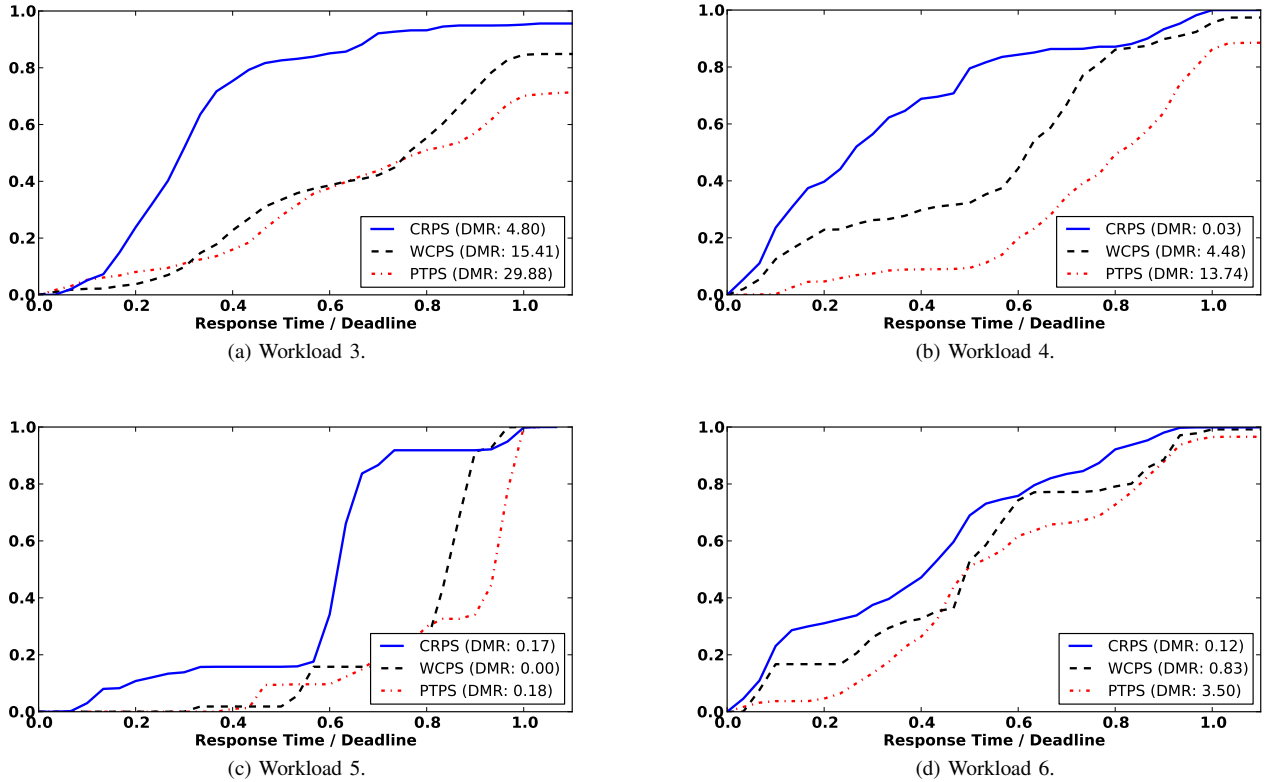 1.0
0.8
0.6
0.4
0.2
0.0
CRPS (DMR: 4.80)
WCPS (DMR: 15.41)
PTPS (DMR: 29.88)
0.0 0.2 0.4 0.6 0.8 1.0
Response Time / Deadline
(a) Workload 3.
1.0
0.8
0.6
0.4
0.2
0.0
CRPS (DMR: 0.03)
WCPS (DMR: 4.48)
PTPS (DMR: 13.74)
0.0 0.2 0.4 0.6 0.8 1.0
Response Time / Deadline
(b) Workload 4.
1.0
0.8
0.6
0.4
0.2
0.0
CRPS (DMR: 0.17)
WCPS (DMR: 0.00)
PTPS (DMR: 0.18)
0.0 0.2 0.4 0.6 0.8 1.0
Response Time / Deadline
(c) Workload 5.
1.0
0.8
0.6
0.4
0.2
0.0
CRPS (DMR: 0.12)
WCPS (DMR: 0.83)
PTPS (DMR: 3.50)
0.0 0.2 0.4 0.6 0.8 1.0
Response Time / Deadline
(d) Workload 6.